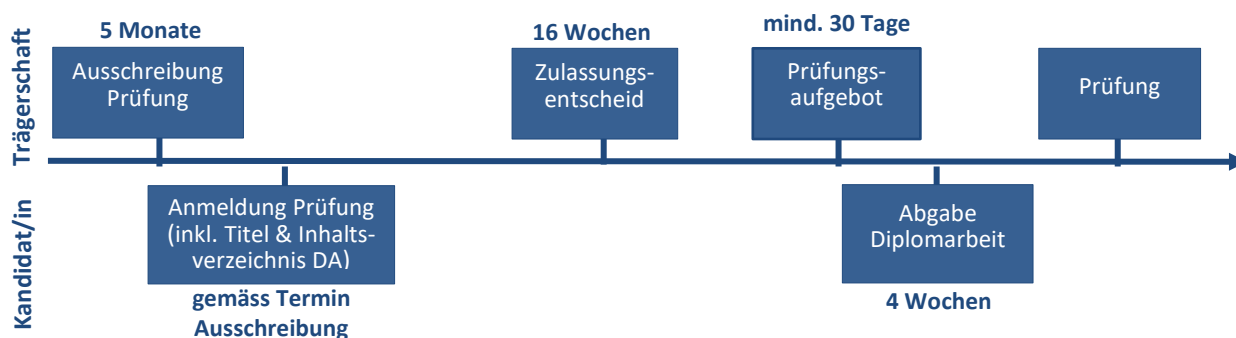 Trägerschaft
5 Monate
Ausschreibung
Prüfung
16 Wochen
Zulassungs-
entscheid
mind. 30 Tage
Prüfungs-
aufgebot
Prüfung
Kandidat/in
Anmeldung Prüfung
(inkl. Titel & Inhalts-
verzeichnis DA)
gemäss Termin
Ausschreibung
Abgabe
Diplomarbeit
4 Wochen